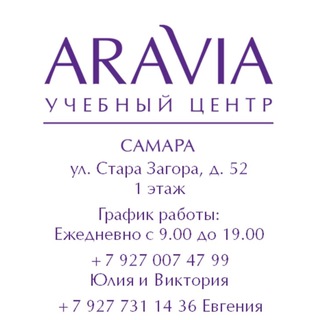 ARAVIA
УЧЕБНЫЙ ЦЕНТР
САМАРА
ул. Стара Загора, д. 52
1 этаж
График работы:
Ежедневно с 9.00 до 19.00
+7 927 007 47 99
Юлия и Виктория
+7 927 731 14 36 Евгения